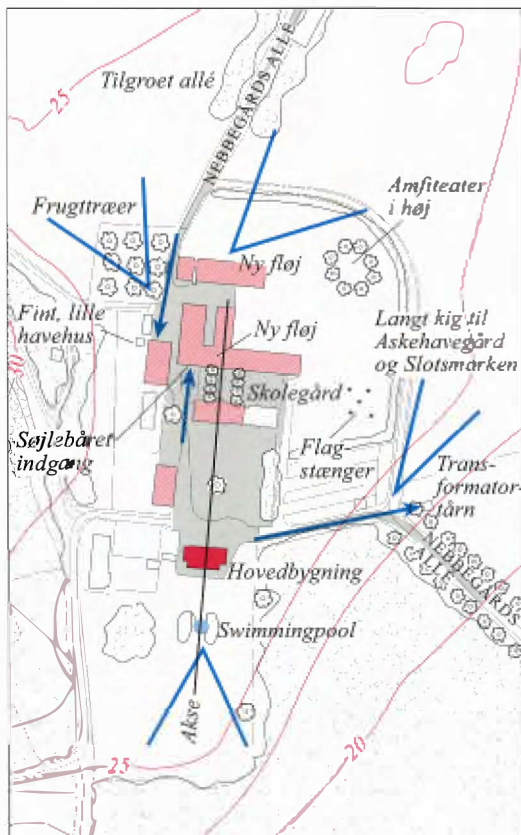 25
Tilgroet allé
NEBBEGÅRDS ALLÉ
Frugttræer
Amfiteater
i høj
Ny fløj
Fint, lille
havehus
Ny fløj
Langt kig til
Askehavegård
og Slotsmarken
30
Skolegård
Søjlebåret
indgang
Flag-
stænger
Trans-
formator-
tårn
NEBBEGÅRDS
ALLÉ
Hovedbygning
Swimmingpool
Akse
25
20